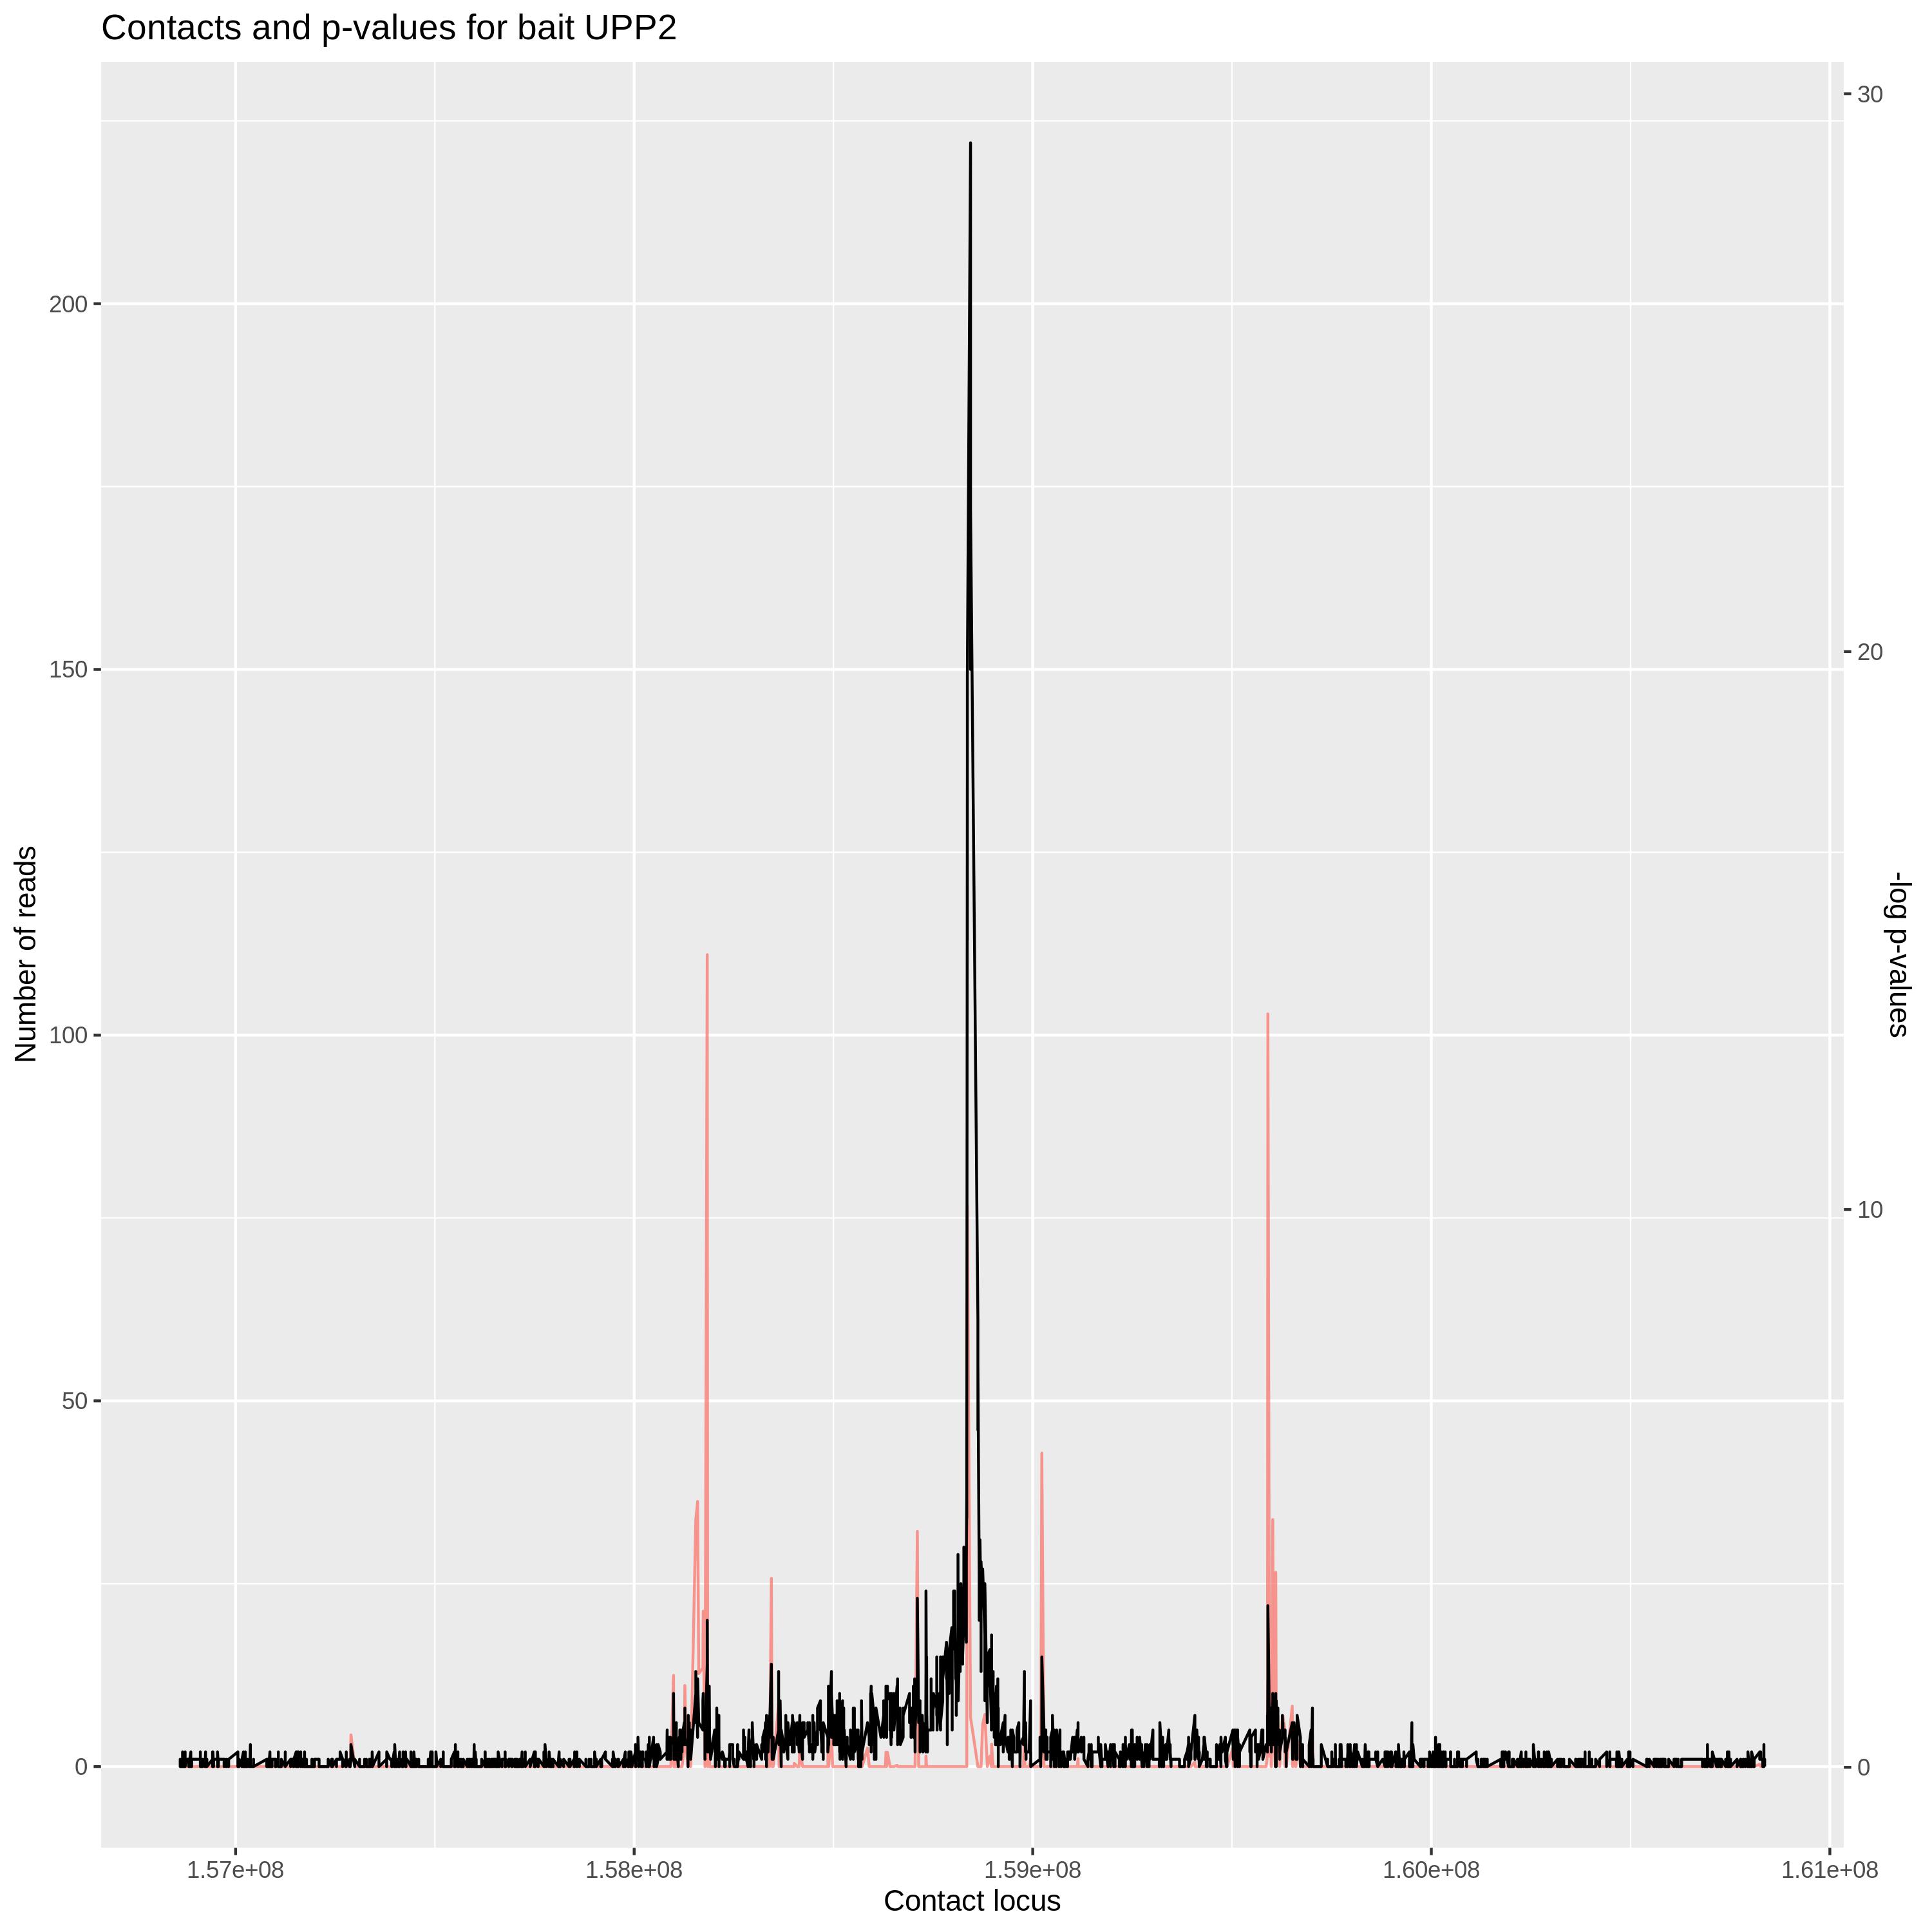 Contacts and p-values for bait UPP2
Number of reads
200
150
100
50
0
30
20
10
0
-log p-values
1.57e+08
1.58e+08
1.59e+08
1.60e+08
1.61e+08
Contact locus